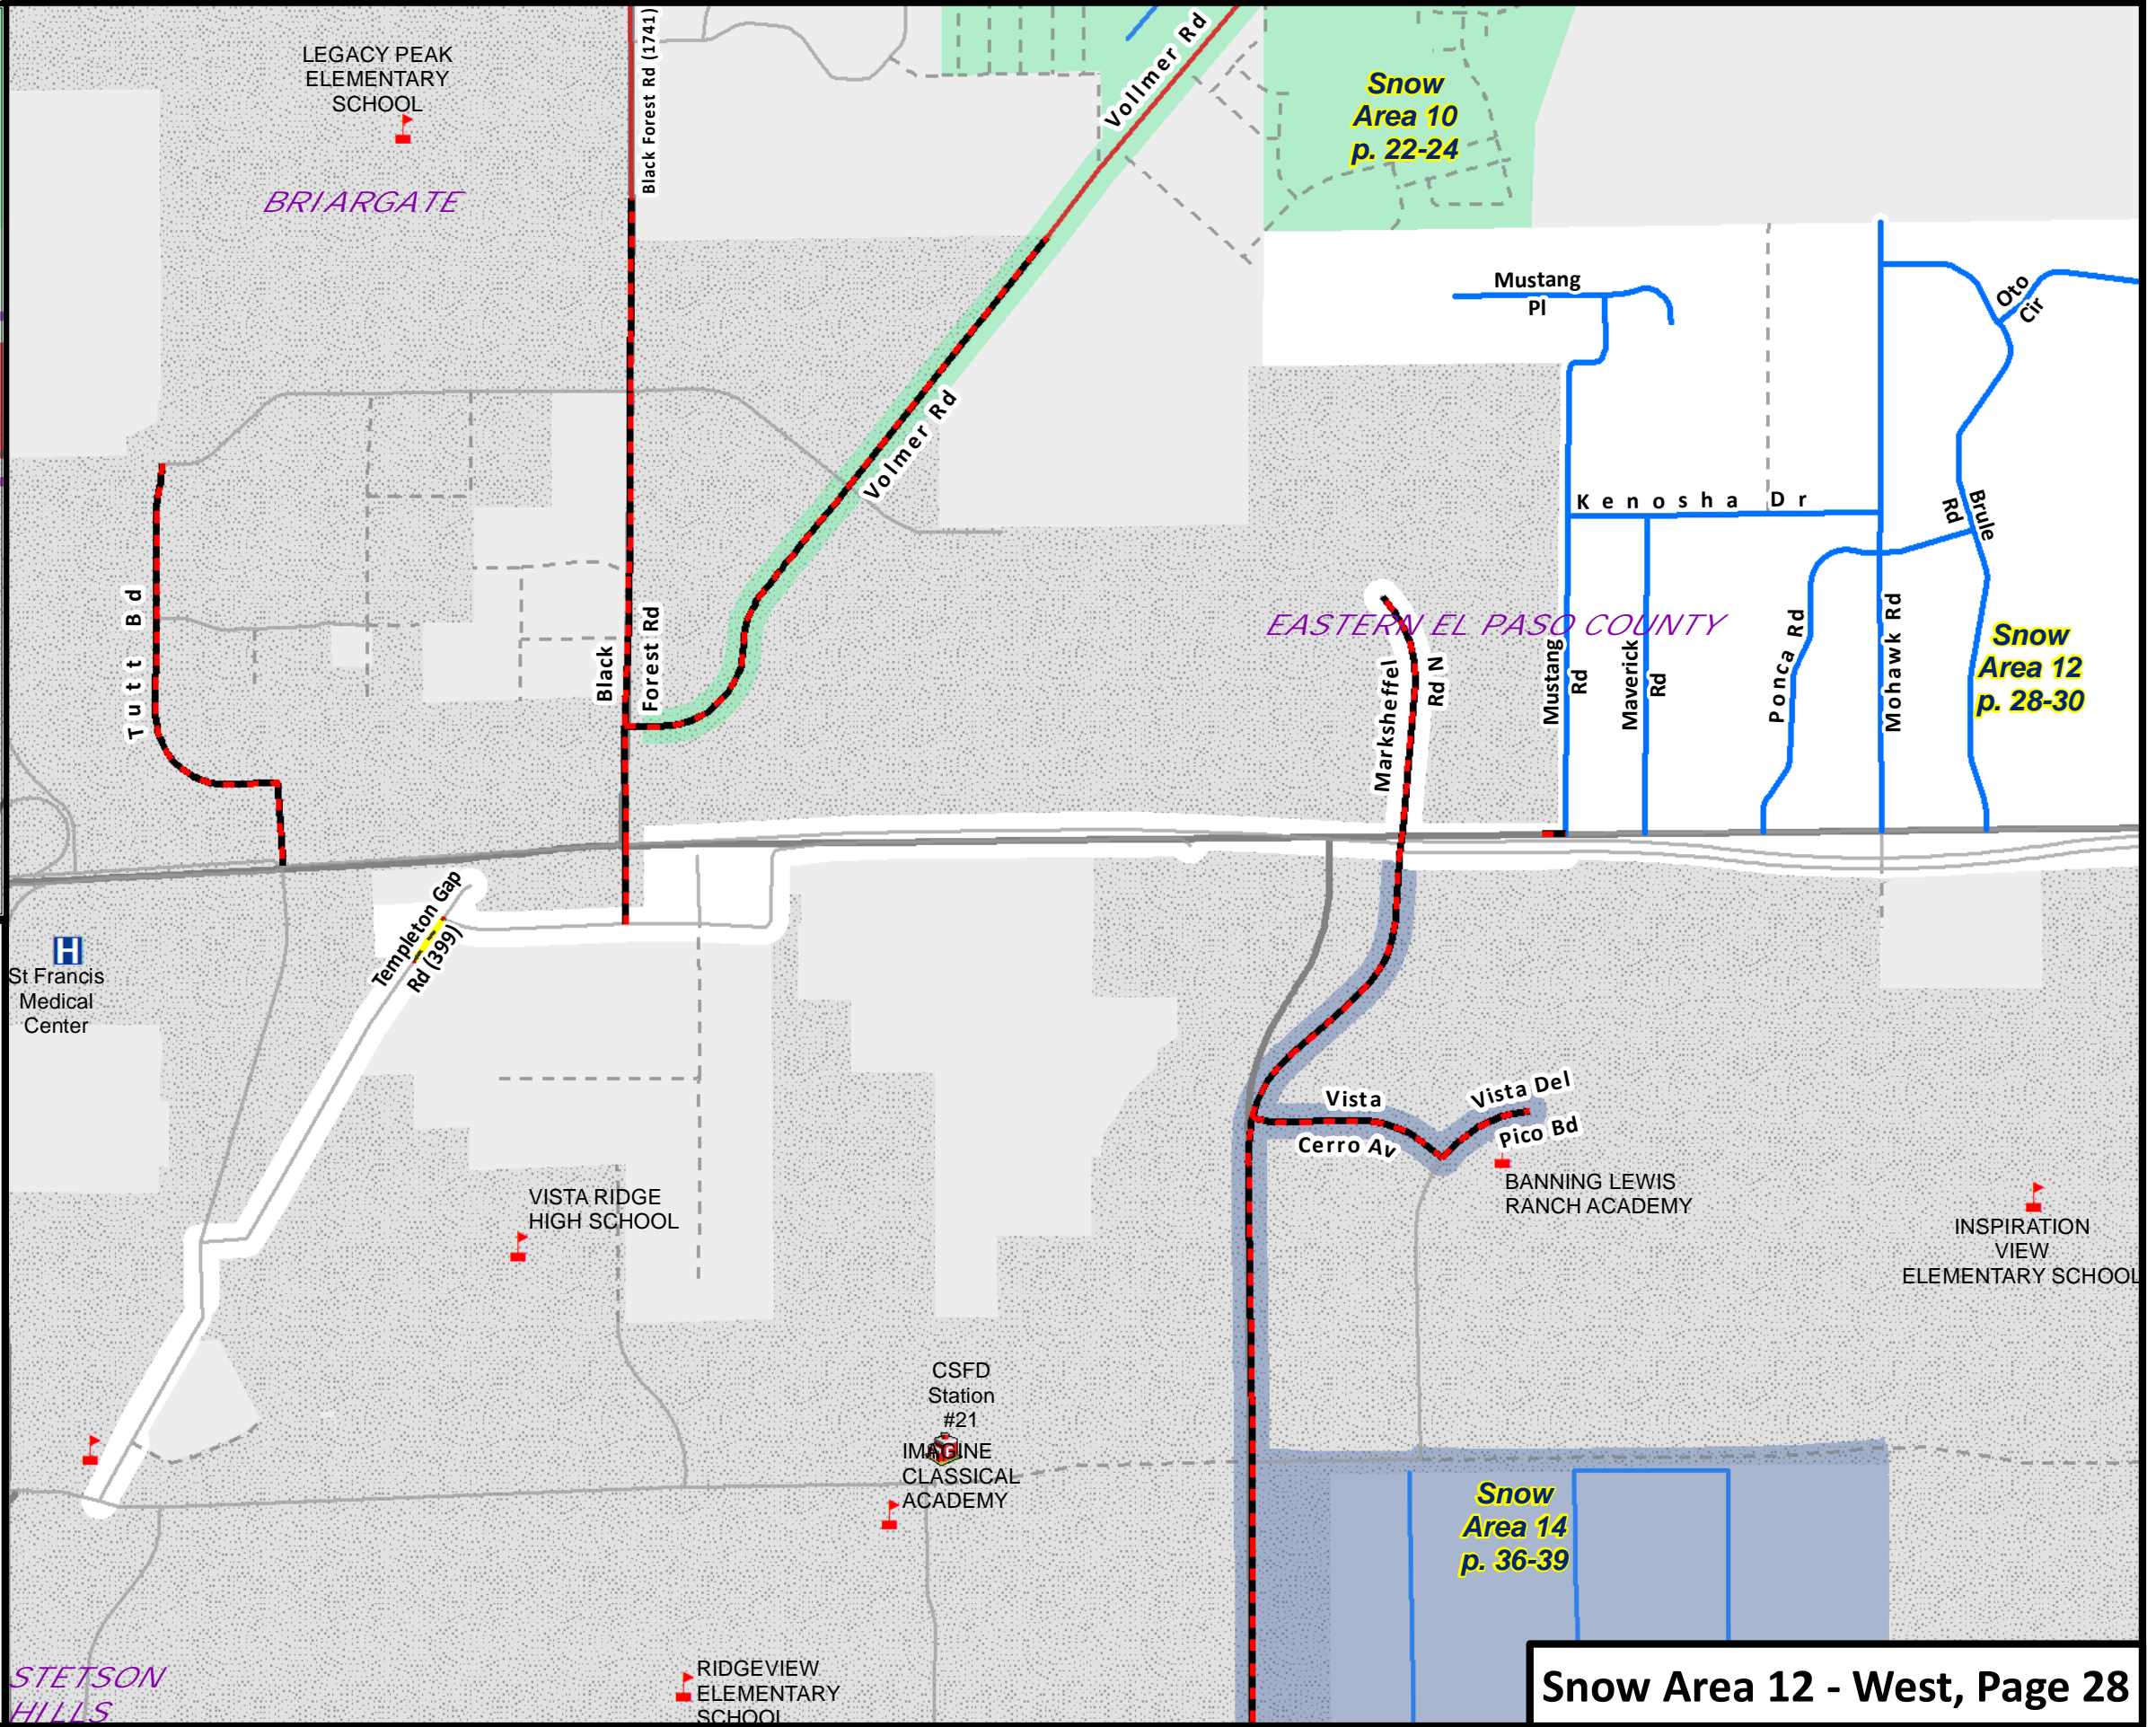 LEGACY PEAK
ELEMENTARY
SCHOOL
BRIARGATE
Black Forest Rd (1741)
Vollmer Rd
Snow
Area 10
p. 22-24
Mustang
Pl
Oto
Cir
Volmer Rd
Kenosha Dr
Brule
Rd
Tutt Bd
Black
Forest Rd
EASTERN EL PASO COUNTY
Marksheffel
Rd N
Mustang
Rd
Maverick
Rd
Ponca Rd
Mohawk Rd
Snow
Area 12
p. 28-30
Templeton Gap
Rd (399)
H
St Francis
Medical
Center
Vista
Cerro Av
Vista Del
Pico Bd
BANNING LEWIS
RANCH ACADEMY
VISTA RIDGE
HIGH SCHOOL
INSPIRATION
VIEW
ELEMENTARY SCHOOL
CSFD
Station
#21
IMAGINE
CLASSICAL
ACADEMY
Snow
Area 14
p. 36-39
STETSON
HILLS
RIDGEVIEW
ELEMENTARY
SCHOOL
Snow Area 12 - West, Page 28